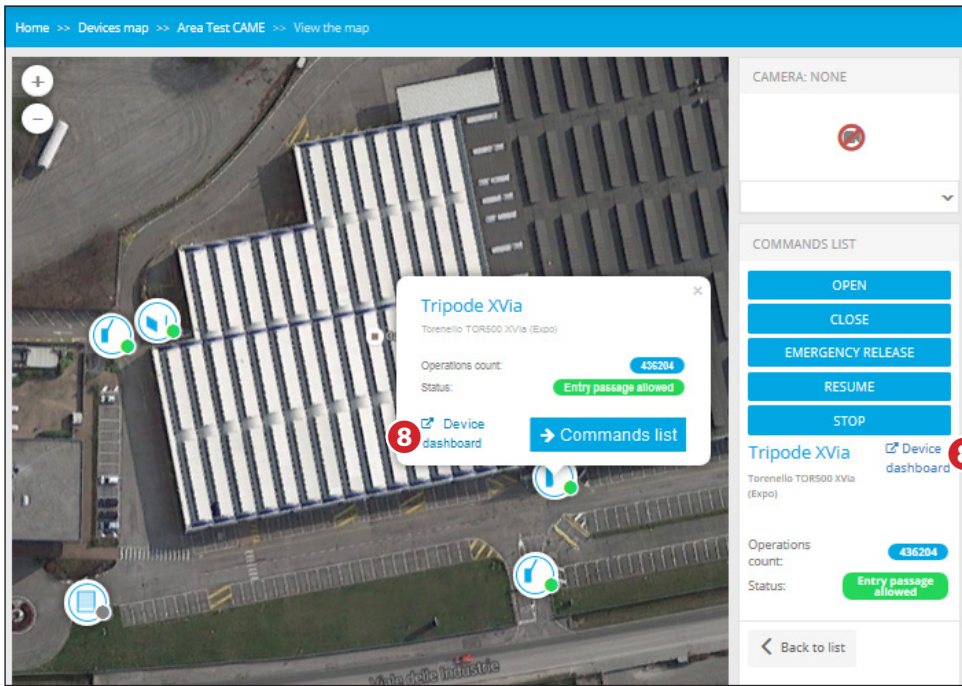 Home >> Devices map >> Area Test CAME >> View the map
+
−
Tripode XVia
×
Torenello TOR500 XVia (Expo)
Operations count: 436204
Status: Entry passage allowed
8 Device
dashboard
Commands list
Viale delle Industrie
CAMERA: NONE
COMMANDS LIST
OPEN
CLOSE
EMERGENCY RELEASE
RESUME
STOP
Tripode XVia
Device
dashboard
Torenello TOR500 XVia
(Expo)
Operations
count: 436204
Status: Entry passage
allowed
Back to list